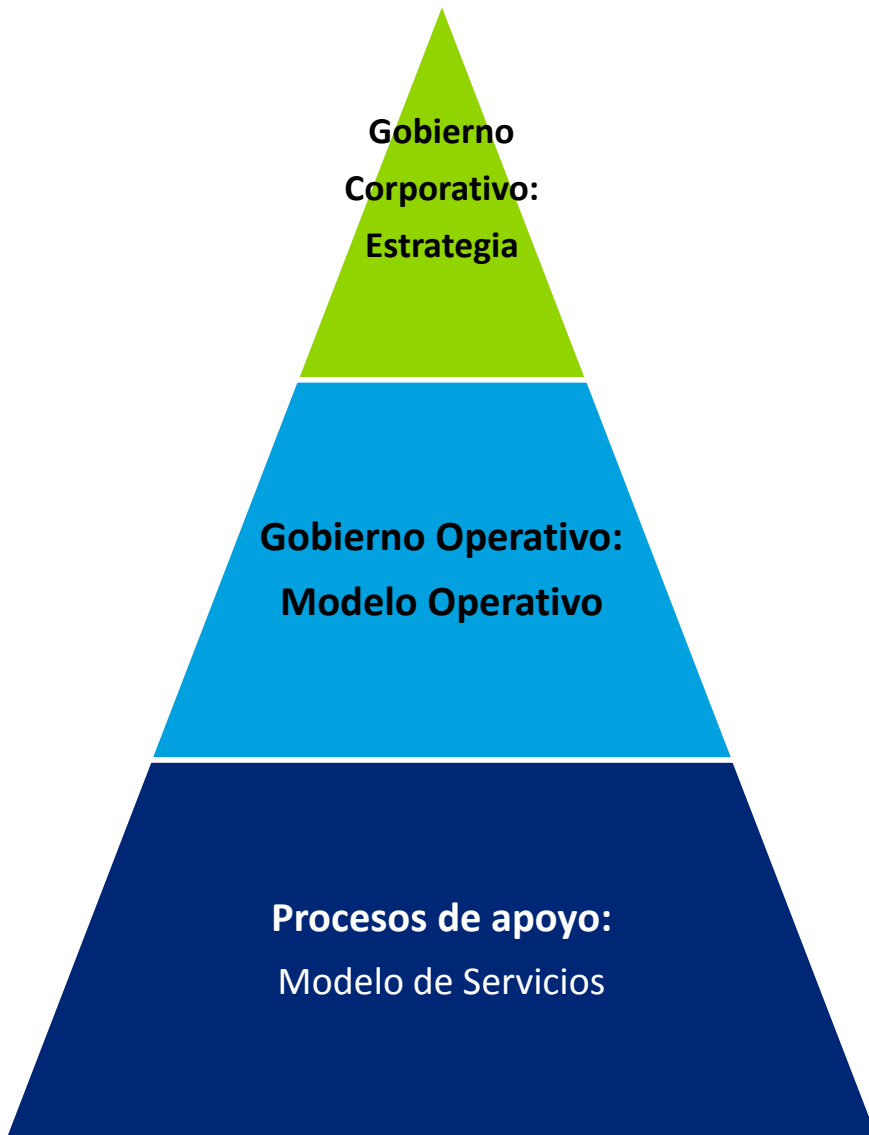 Gobierno
Corporativo:
Estrategia
Gobierno Operativo:
Modelo Operativo
Procesos de apoyo:
Modelo de Servicios